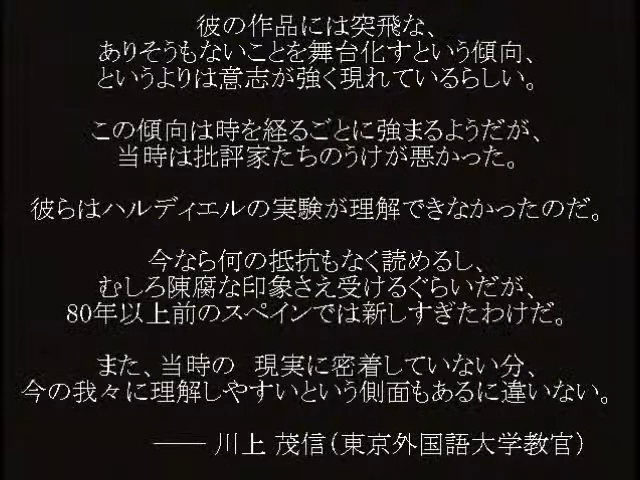 彼の作品には突飛な、
ありそうもないことを舞台化すという傾向、
というよりは意志が強く現れているらしい。
この傾向は時を経るごとに強まるようだが、
当時は批評家たちのうけが悪かった。
彼らはハルディエルの実験が理解できなかったのだ。
今なら何の抵抗もなく読めるし、
むしろ陳腐な印象さえ受けるぐらいだが、
80年以上前のスペインでは新しすぎたわけだ。
また、当時の 現実に密着していない分、
今の我々に理解しやすいという側面もあるに違いない。
―― 川上 茂信（東京外国語大学教官）